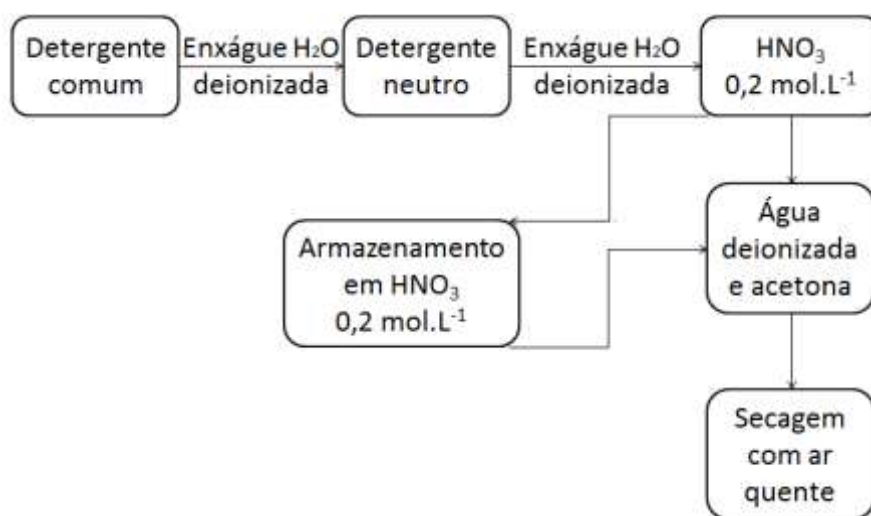 Detergente
comum
Enxágue H₂O
deionizada
Detergente
neutro
Enxágue H₂O
deionizada
HNO₃
0,2 mol.L⁻¹
Armazenamento
em HNO₃
0,2 mol.L⁻¹
Água
deionizada
e acetona
Secagem
com ar
quente